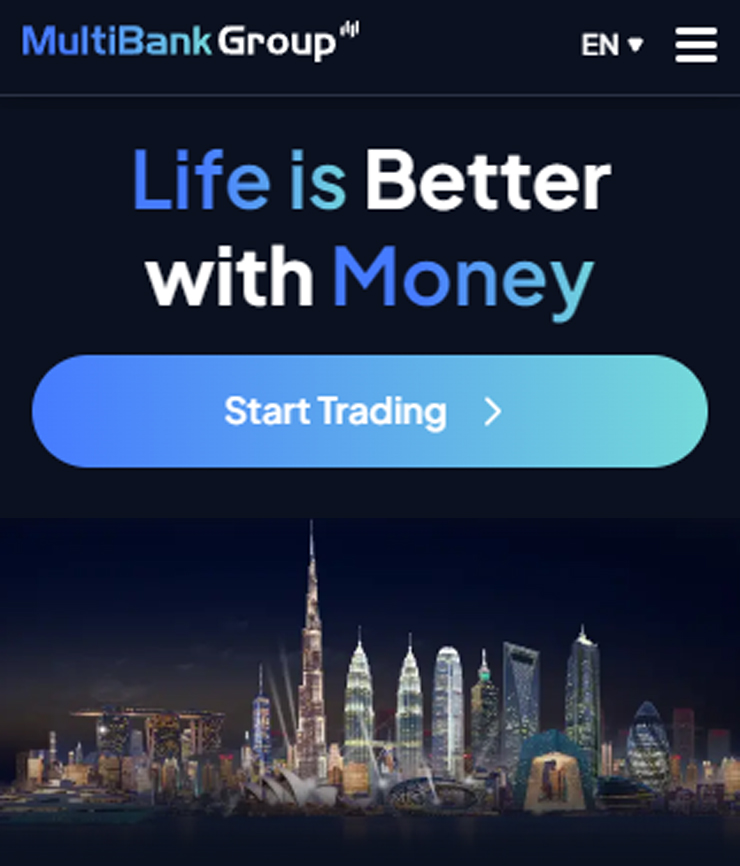 MultiBank Group
EN
Life is Better
with Money
Start Trading